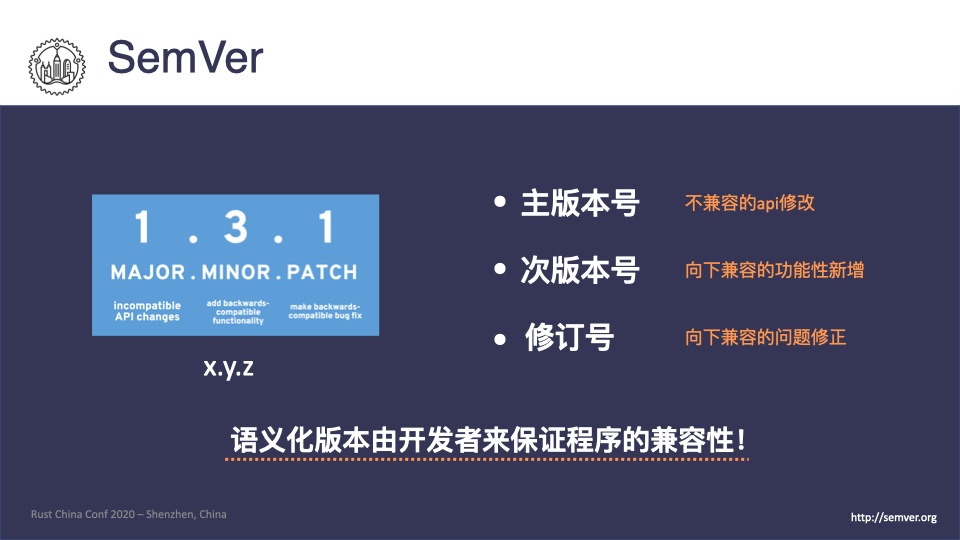 SemVer
1 . 3 . 1
MAJOR . MINOR . PATCH
incompatible
API changes
add backwards-
compatible
functionality
make backwards-
compatible bug fix
x.y.z
• 主版本号 不兼容的api修改
• 次版本号 向下兼容的功能性新增
• 修订号 向下兼容的问题修正
语义化版本由开发者来保证程序的兼容性！
Rust China Conf 2020 – Shenzhen, China
http://semver.org